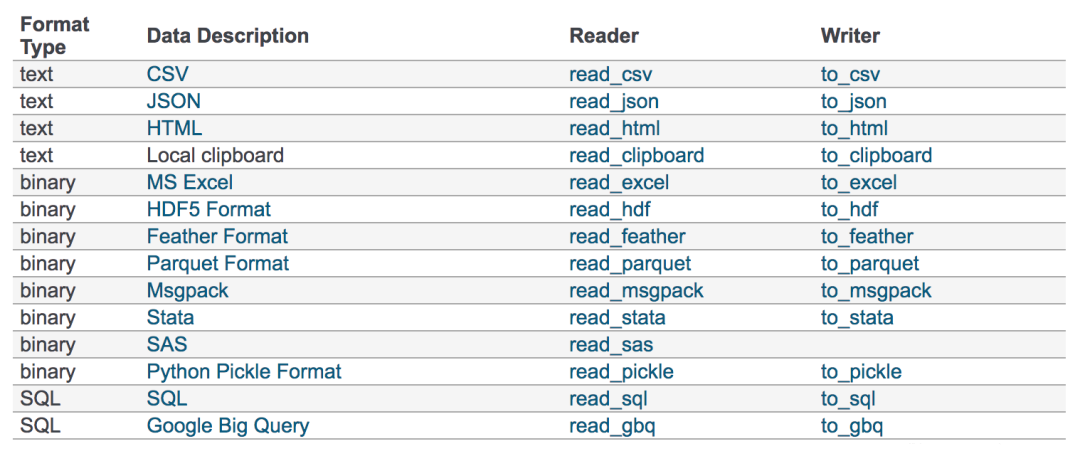 Format Type Data Description Reader Writer
text CSV read_csv to_csv
text JSON read_json to_json
text HTML read_html to_html
text Local clipboard read_clipboard to_clipboard
binary MS Excel read_excel to_excel
binary HDF5 Format read_hdf to_hdf
binary Feather Format read_feather to_feather
binary Parquet Format read_parquet to_parquet
binary Msgpack read_msgpack to_msgpack
binary Stata read_stata to_stata
binary SAS read_sas
binary Python Pickle Format read_pickle to_pickle
SQL SQL read_sql to_sql
SQL Google Big Query read_gbq to_gbq